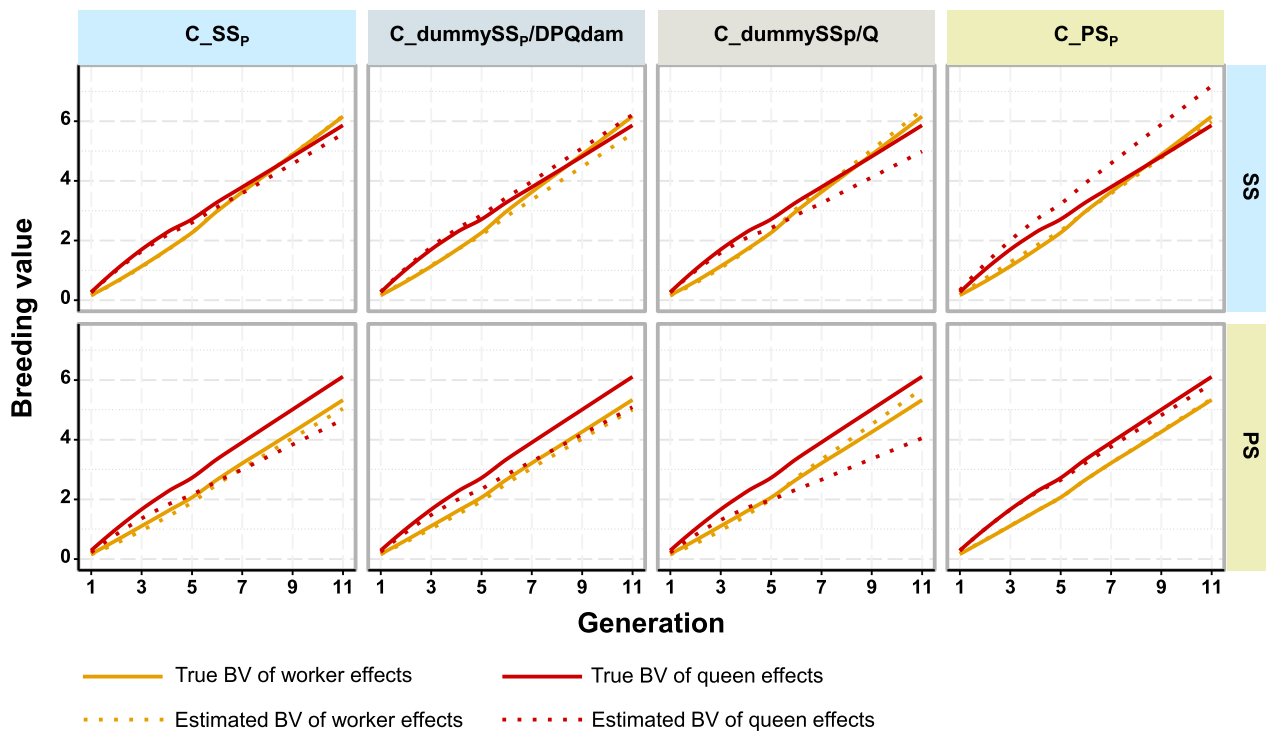 C_SSP
C_dummySSP/DPQdam
C_dummySSp/Q
C_PSP
Breeding value
6
4
2
0
SS
6
4
2
0
PS
1 3 5 7 9 11
1 3 5 7 9 11
1 3 5 7 9 11
1 3 5 7 9 11
Generation
True BV of worker effects
True BV of queen effects
Estimated BV of worker effects
Estimated BV of queen effects